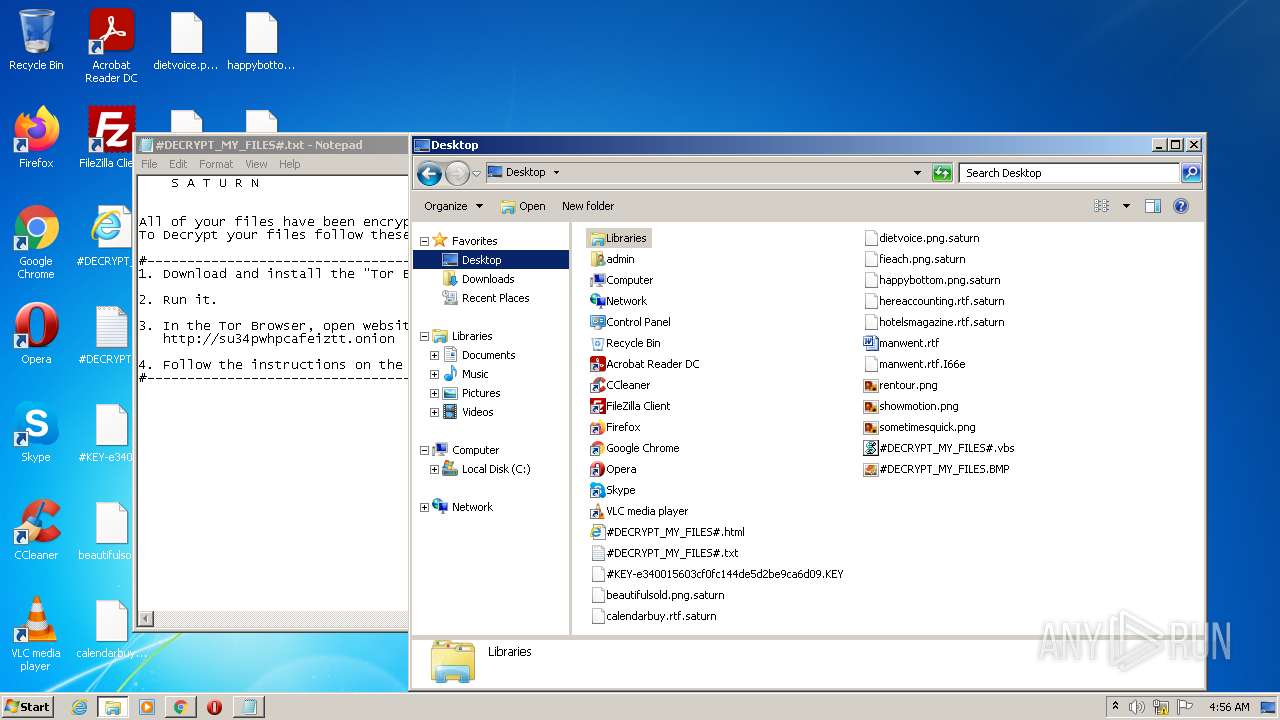 Recycle Bin
Acrobat Reader DC
dietvoice.p...
happybotto...
Firefox
FileZilla Clie
Google Chrome
#DECRYPT_
Opera
#DECRYPT
Skype
#KEY-e340
CCleaner
beautifulso
VLC media player
calendarbuy....
#DECRYPT_MY_FILES#.txt - Notepad
File Edit Format View Help
S A T U R N
All of your files have been encryp
To Decrypt your files follow these
#--------------------------------
1. Download and install the "Tor B
2. Run it.
3. In the Tor Browser, open websit
http://su34pwhpcafeiztt.onion
4. Follow the instructions on the
#--------------------------------
Desktop
Desktop
Search Desktop
Organize Open New folder
Favorites
Desktop
Downloads
Recent Places
Libraries
Documents
Music
Pictures
Videos
Computer
Local Disk (C:)
Network
Libraries
admin
Computer
Network
Control Panel
Recycle Bin
Acrobat Reader DC
CCleaner
FileZilla Client
Firefox
Google Chrome
Opera
Skype
VLC media player
#DECRYPT_MY_FILES#.html
#DECRYPT_MY_FILES#.txt
#KEY-e340015603cf0fc144de5d2be9ca6d09.KEY
beautifulsold.png.saturn
calendarbuy.rtf.saturn
dietvoice.png.saturn
fieach.png.saturn
happybottom.png.saturn
hereaccounting.rtf.saturn
hotelsmagazine.rtf.saturn
manwent.rtf
manwent.rtf.I66e
rentour.png
showmotion.png
sometimesquick.png
#DECRYPT_MY_FILES#.vbs
#DECRYPT_MY_FILES.BMP
Libraries
ANY RUN
Start
4:56 AM